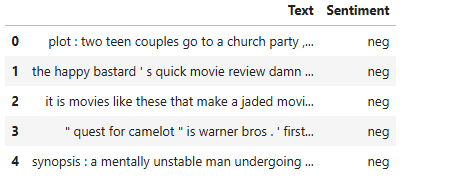 Text Sentiment
0 plot : two teen couples go to a church party ,... neg
1 the happy bastard ' s quick movie review damn ... neg
2 it is movies like these that make a jaded movi... neg
3 " quest for camelot " is warner bros . ' first... neg
4 synopsis : a mentally unstable man undergoing ... neg